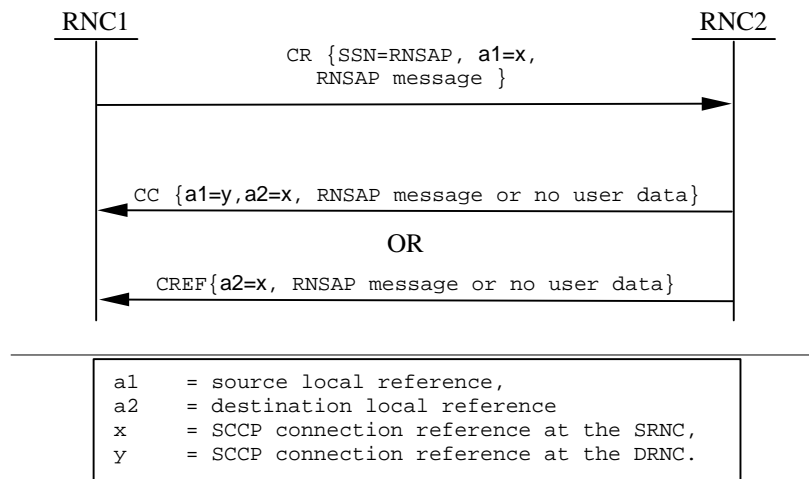 RNC1 RNC2
CR {SSN=RNSAP, a1=x,
RNSAP message }
CC {a1=y,a2=x, RNSAP message or no user data}
OR
CREF{a2=x, RNSAP message or no user data}
a1 = source local reference,
a2 = destination local reference
x = SCCP connection reference at the SRNC,
y = SCCP connection reference at the DRNC.